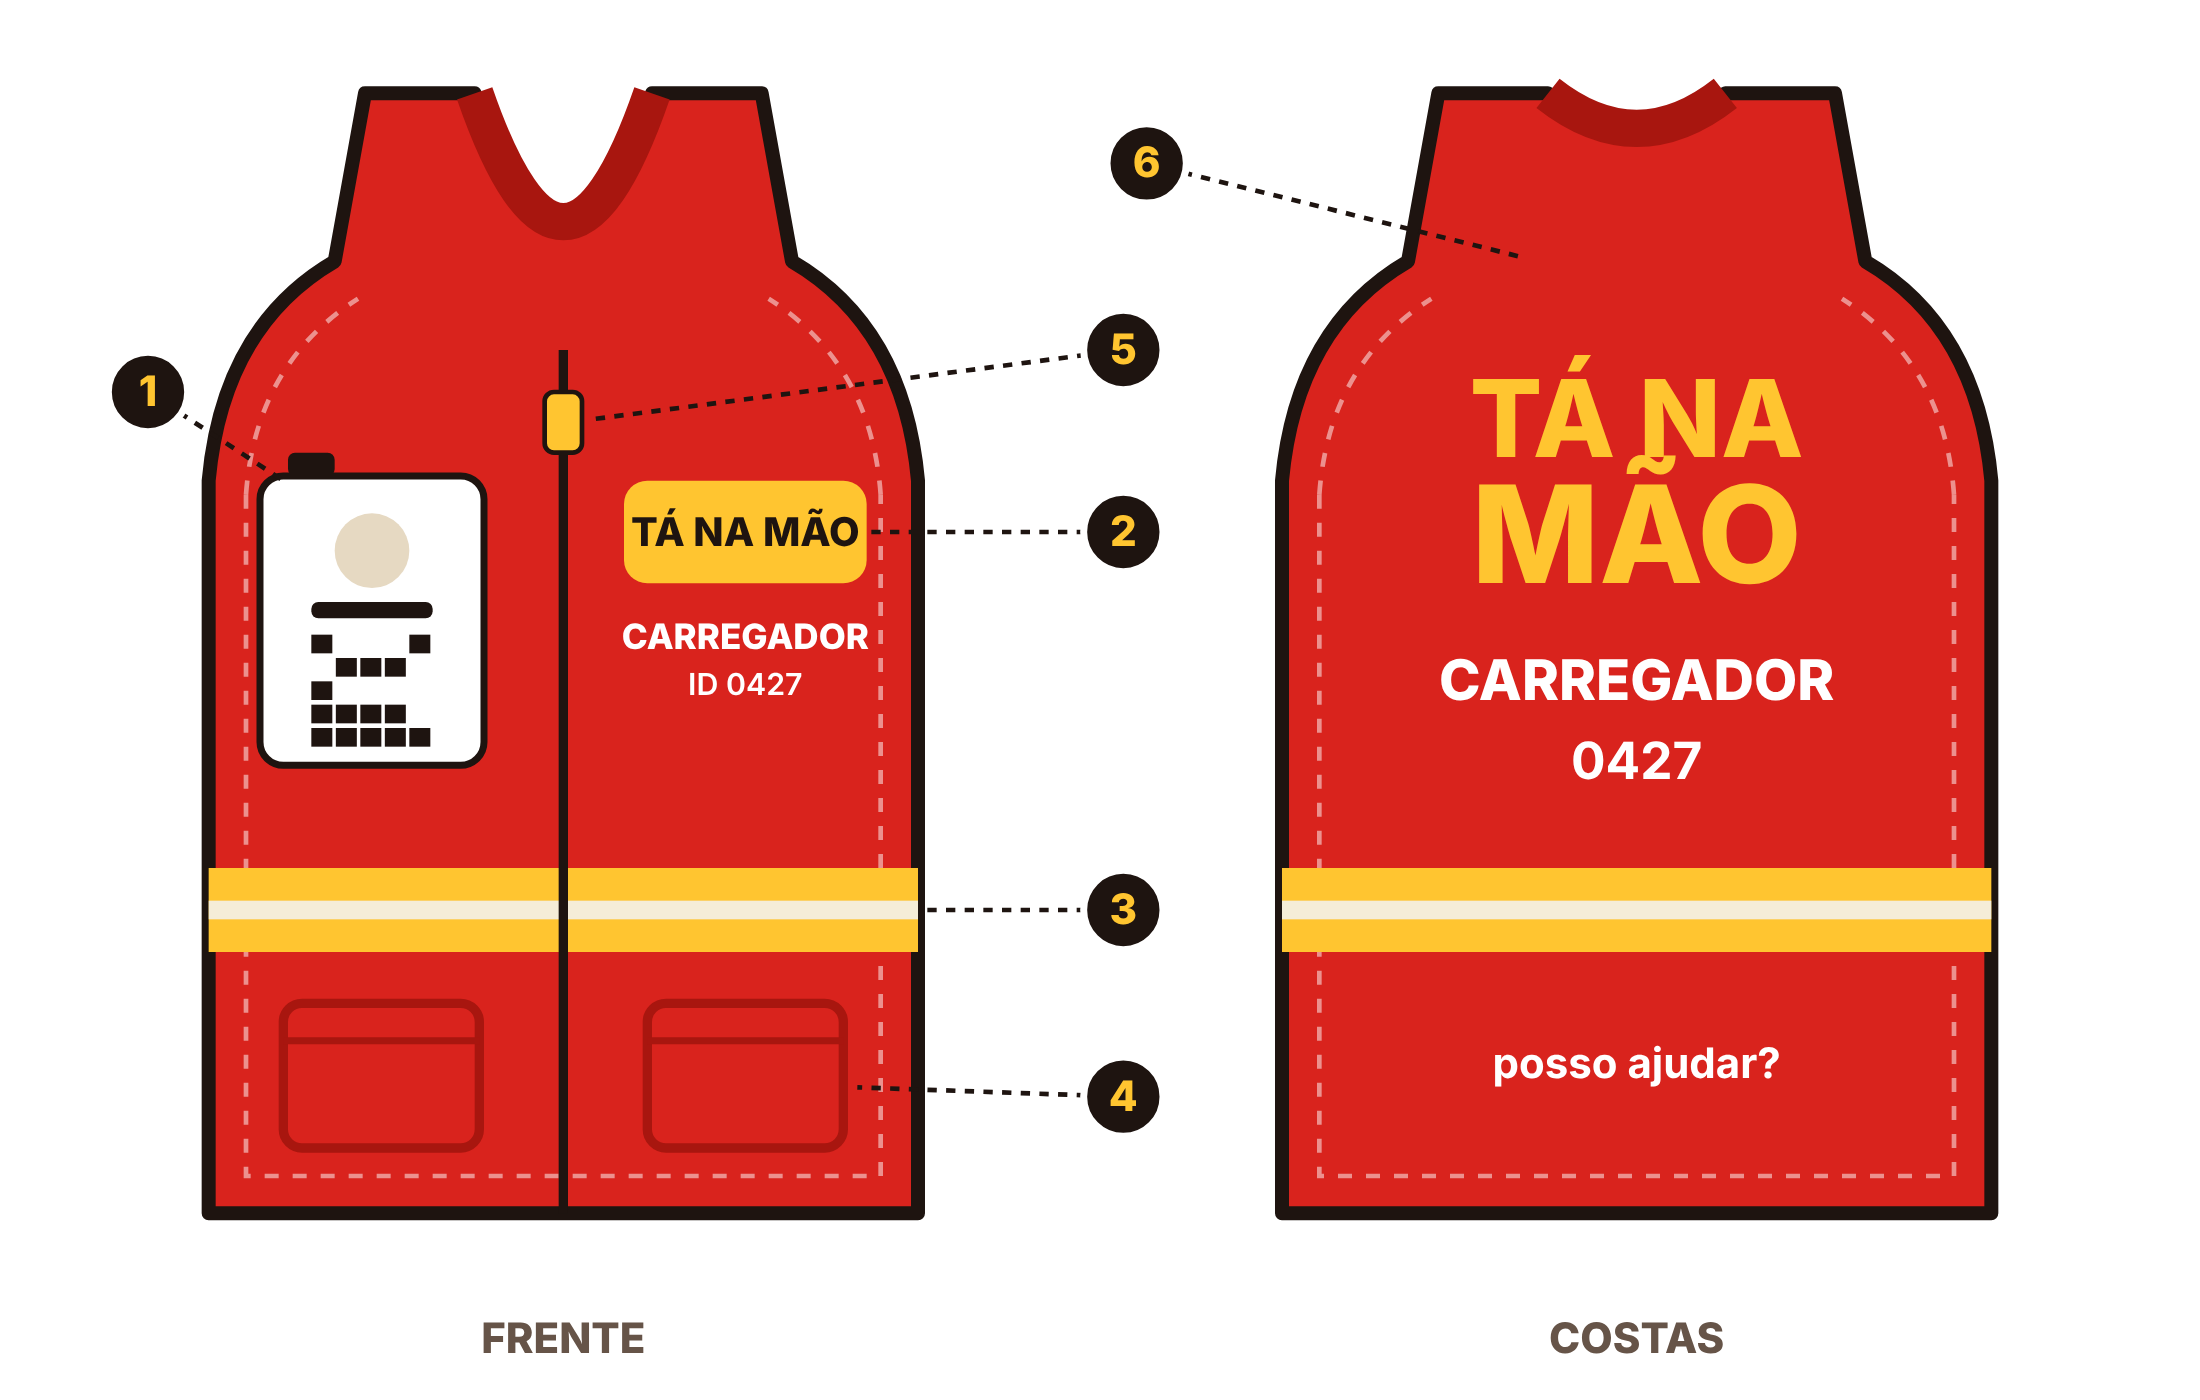 1
TÁ NA MÃO
CARREGADOR
ID 0427
5
2
3
4
FRENTE
6
TÁ NA
MÃO
CARREGADOR
0427
posso ajudar?
COSTAS